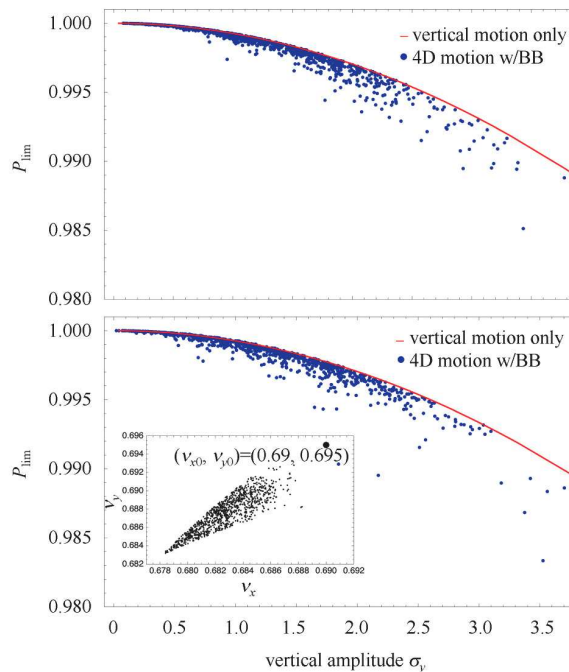 1.000
0.995
0.990
0.985
0.980
P_lim
vertical motion only
4D motion w/BB
1.000
0.995
0.990
0.985
0.980
P_lim
vertical motion only
4D motion w/BB
0.696
0.694
0.692
0.690
0.688
0.686
0.684
0.682
ν_y
(ν_x0, ν_y0)=(0.69, 0.695)
0.678 0.680 0.682 0.684 0.686 0.688 0.690 0.692
ν_x
0 0.5 1.0 1.5 2.0 2.5 3.0 3.5
vertical amplitude σ_y